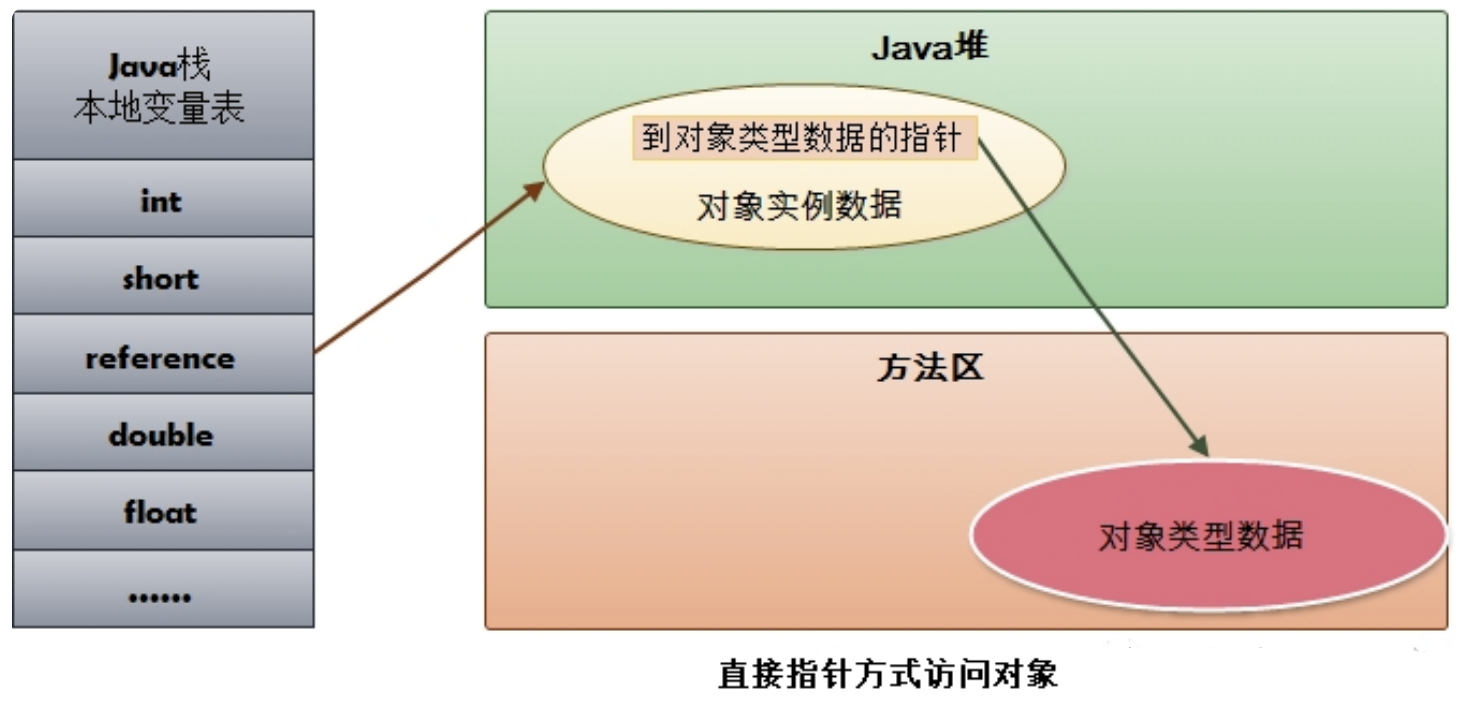 Java栈
本地变量表
int
short
reference
double
float
......
Java堆
到对象类型数据的指针
对象实例数据
方法区
对象类型数据
直接指针方式访问对象